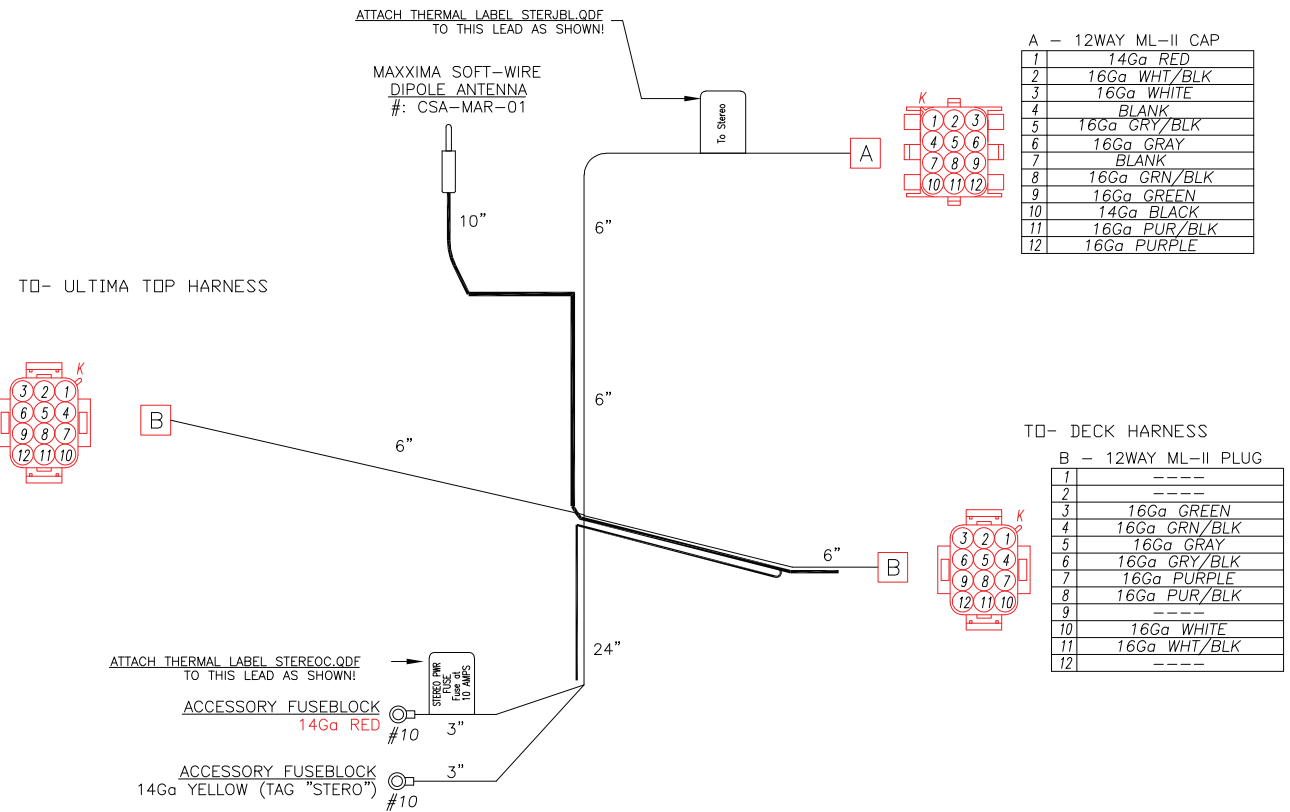 ATTACH THERMAL LABEL STERJBL.QDF
TO THIS LEAD AS SHOWN!
MAXXIMA SOFT-WIRE
DIPOLE ANTENNA
#: CSA-MAR-01
To Stereo
A
A - 12WAY ML-II CAP
1 14Ga RED
2 16Ga WHT/BLK
3 16Ga WHITE
4 BLANK
5 16Ga GRY/BLK
6 16Ga GRAY
7 BLANK
8 16Ga GRN/BLK
9 16Ga GREEN
10 14Ga BLACK
11 16Ga PUR/BLK
12 16Ga PURPLE
K
1 2 3
4 5 6
7 8 9
10 11 12
10"
6"
TO- ULTIMA TOP HARNESS
K
3 2 1
6 5 4
9 8 7
12 11 10
B
6"
6"
TO- DECK HARNESS
B - 12WAY ML-II PLUG
1 ----
2 ----
3 16Ga GREEN
4 16Ga GRN/BLK
5 16Ga GRAY
6 16Ga GRY/BLK
7 16Ga PURPLE
8 16Ga PUR/BLK
9 ----
10 16Ga WHITE
11 16Ga WHT/BLK
12 ----
K
3 2 1
6 5 4
9 8 7
12 11 10
6"
B
24"
ATTACH THERMAL LABEL STEREOC.QDF
TO THIS LEAD AS SHOWN!
STEREO PWR
FUSE
Fuse at
10 AMPS
ACCESSORY FUSEBLOCK
14Ga RED
#10
3"
ACCESSORY FUSEBLOCK
14Ga YELLOW (TAG "STERO")
#10
3"